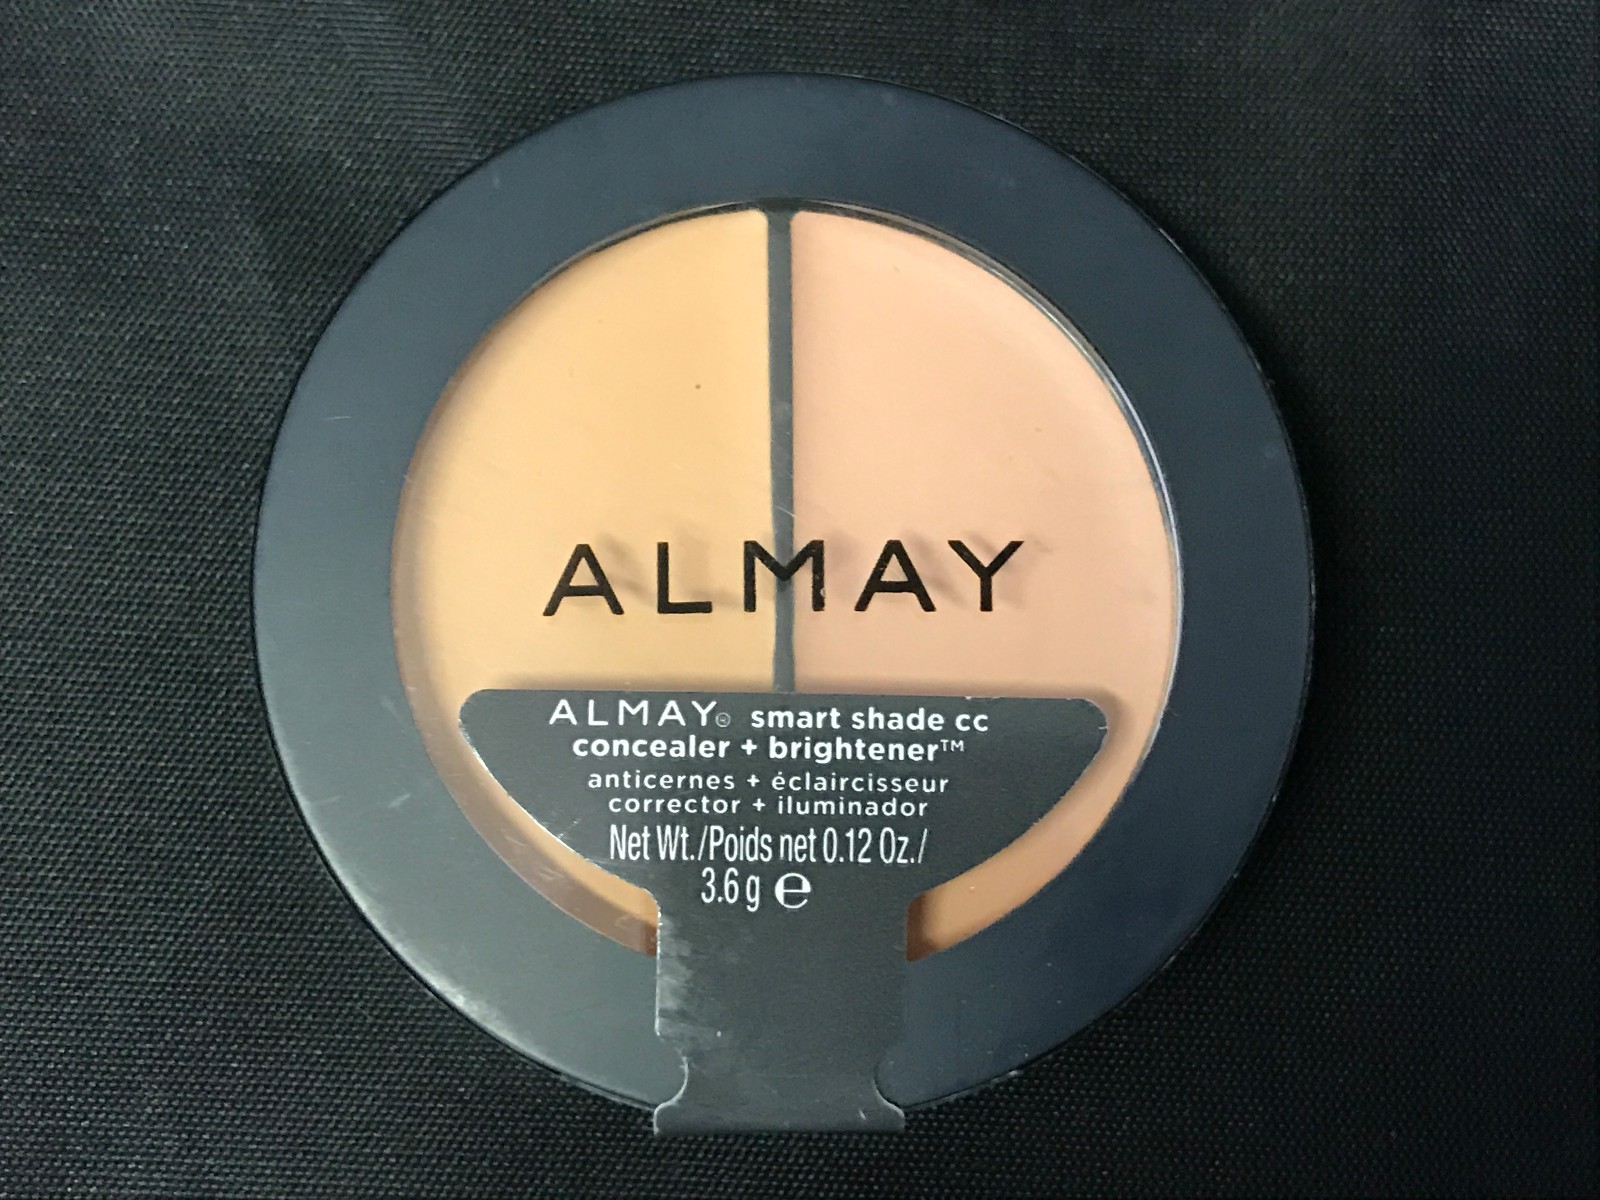 ALMAY
ALMAY® smart shade cc
concealer + brightener™
anticernes + éclaircisseur
corrector + iluminador
Net Wt./Poids net 0.12 Oz./
3.6 g ℮